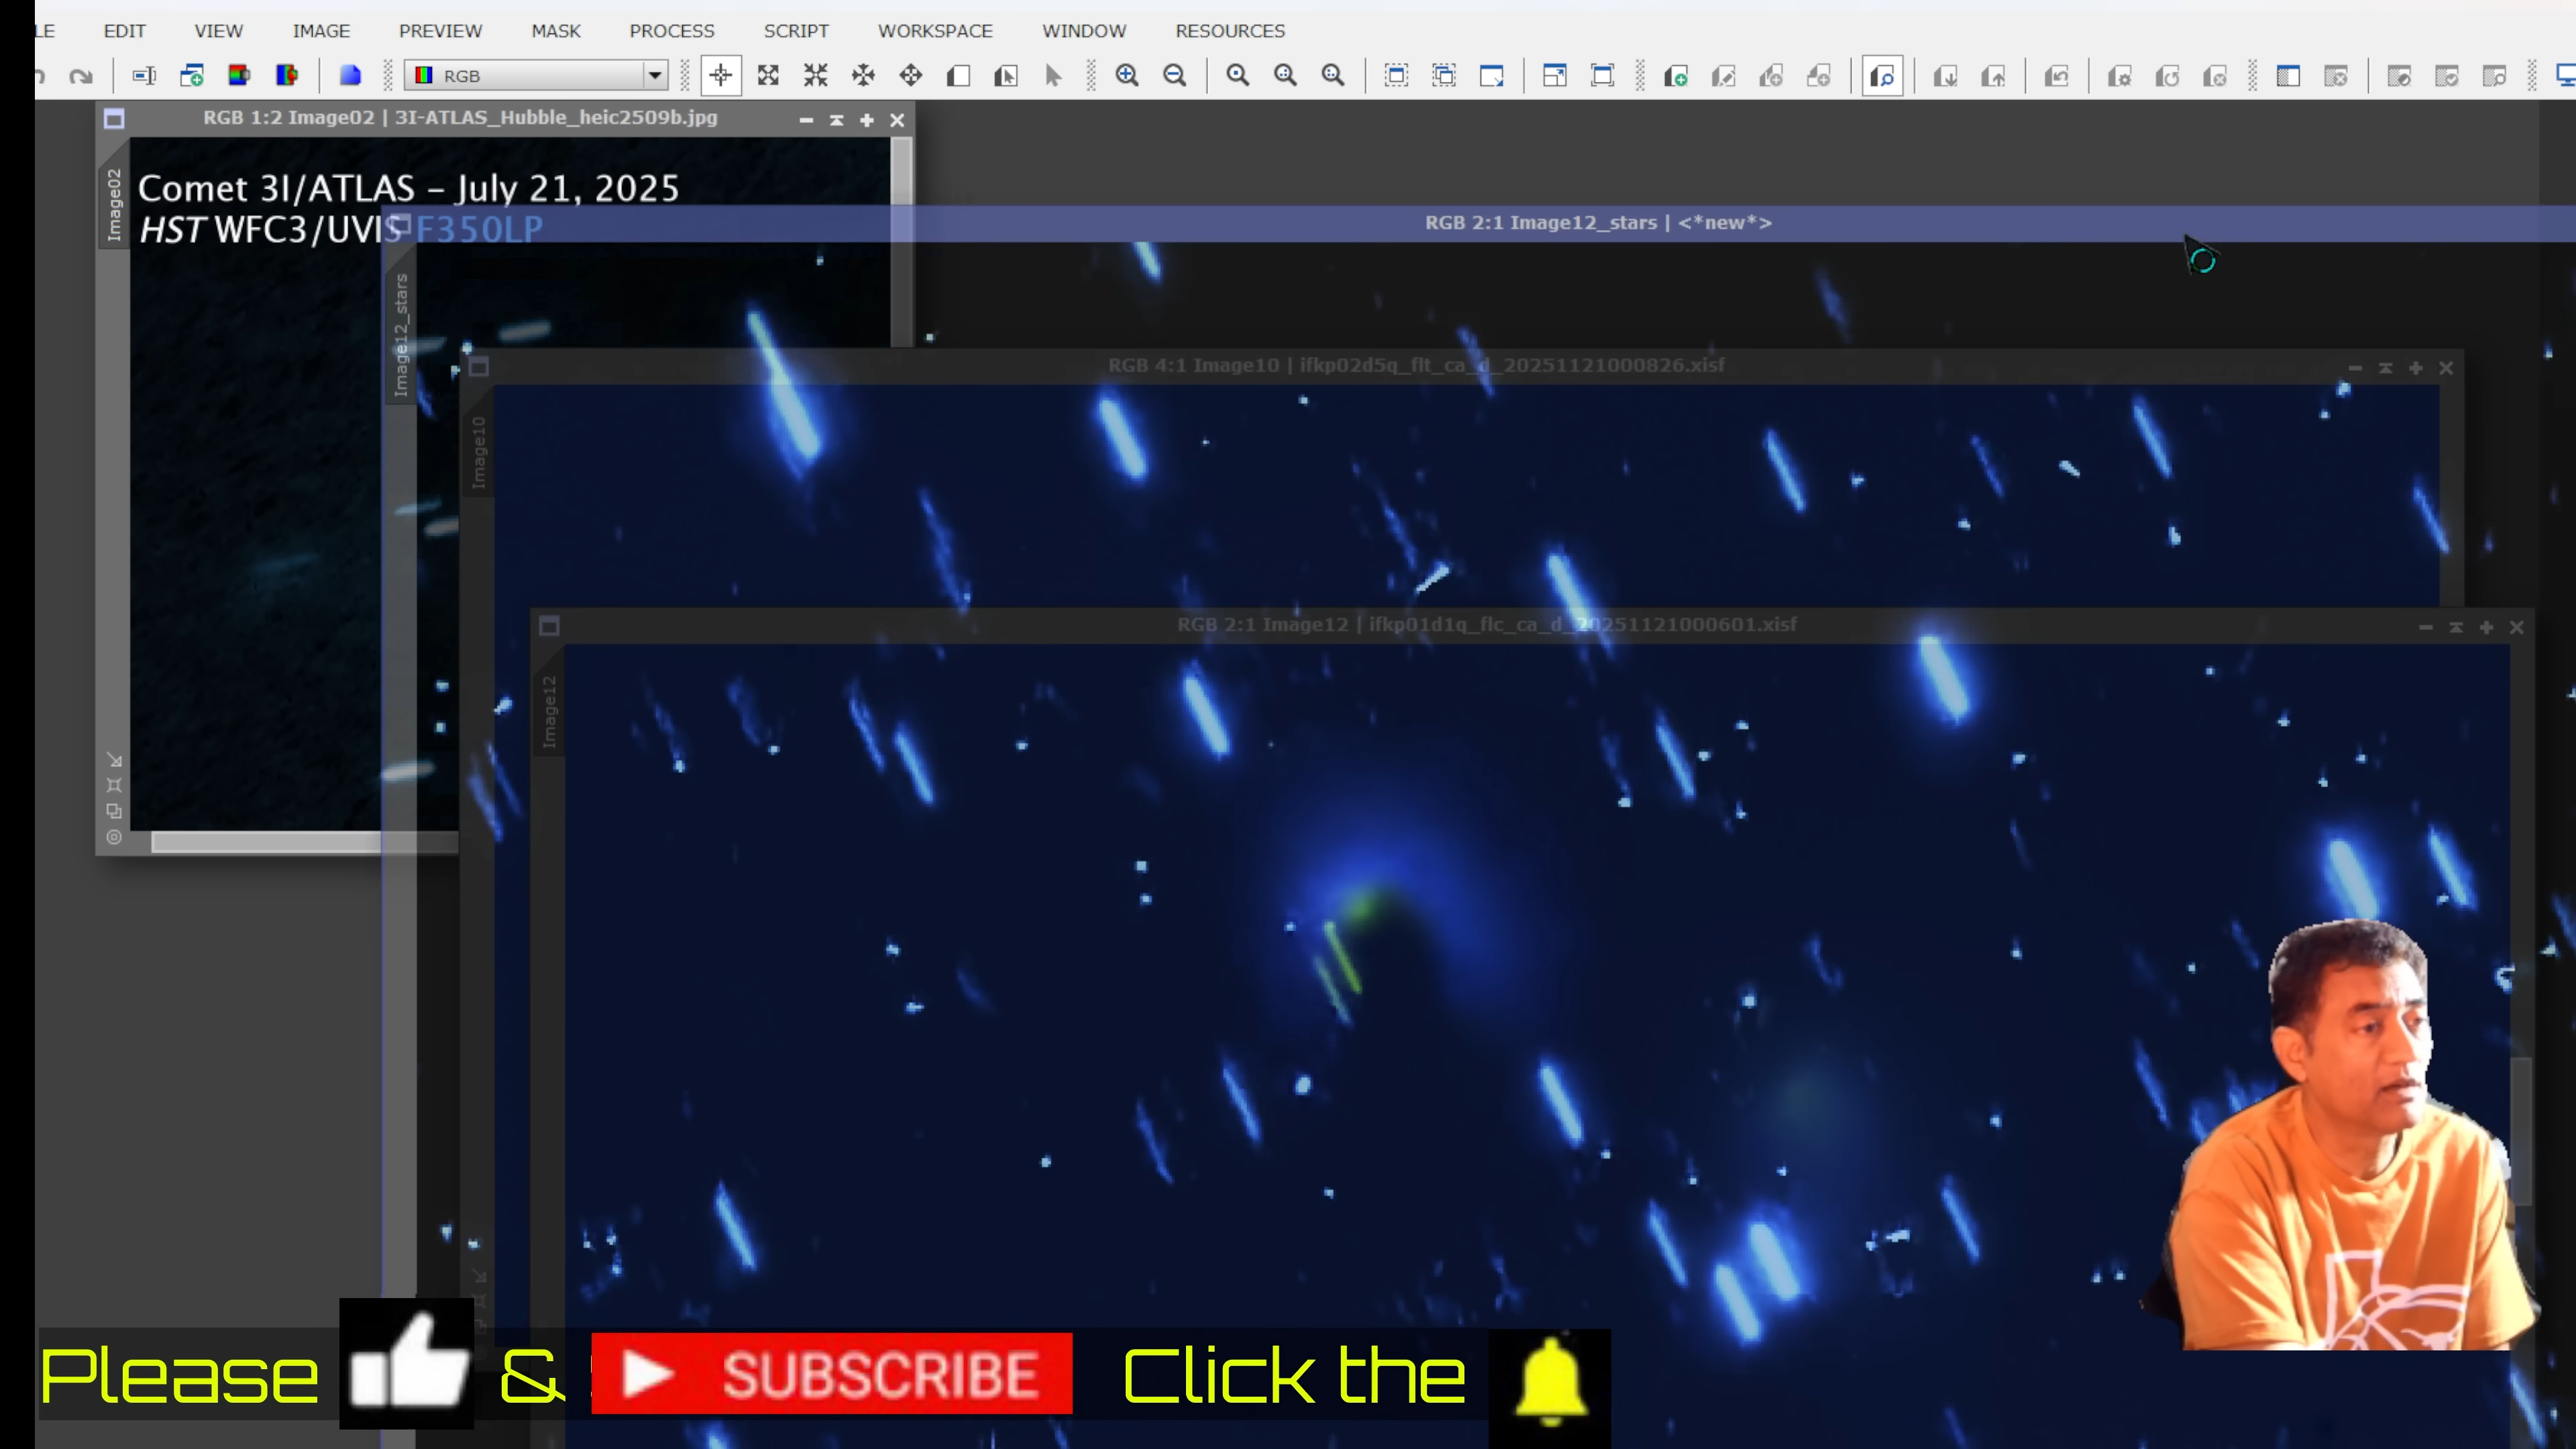 LE EDIT VIEW IMAGE PREVIEW MASK PROCESS SCRIPT WORKSPACE WINDOW RESOURCES
RGB
RGB 1:2 Image02 | 3I-ATLAS_Hubble_heic2509b.jpg
Image02
Comet 3I/ATLAS – July 21, 2025
HST WFC3/UVIS F350LP
RGB 2:1 Image12_stars | <*new*>
Image12_stars
RGB 4:1 Image10 | ifkp02d5q_flt_ca_d_20251121000826.xisf
Image10
RGB 2:1 Image12 | ifkp01d1q_flc_ca_d_20251121000601.xisf
Image12
Please & SUBSCRIBE Click the